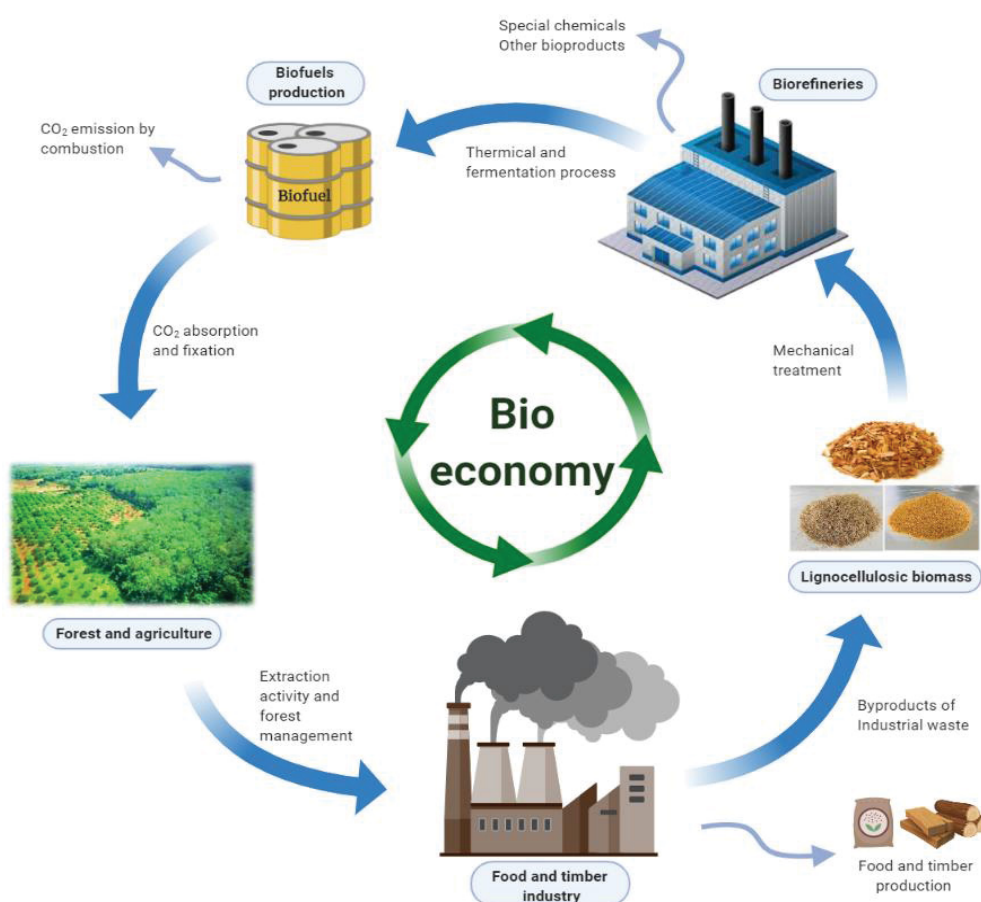 Special chemicals
Other bioproducts
Biofuels
production
Biorefineries
CO₂ emission by
combustion
Thermical and
fermentation process
Biofuel
CO₂ absorption
and fixation
Mechanical
treatment
Bio
economy
Lignocellulosic biomass
Forest and agriculture
Extraction
activity and
forest
management
Byproducts of
Industrial waste
Food and timber
industry
Food and timber
production